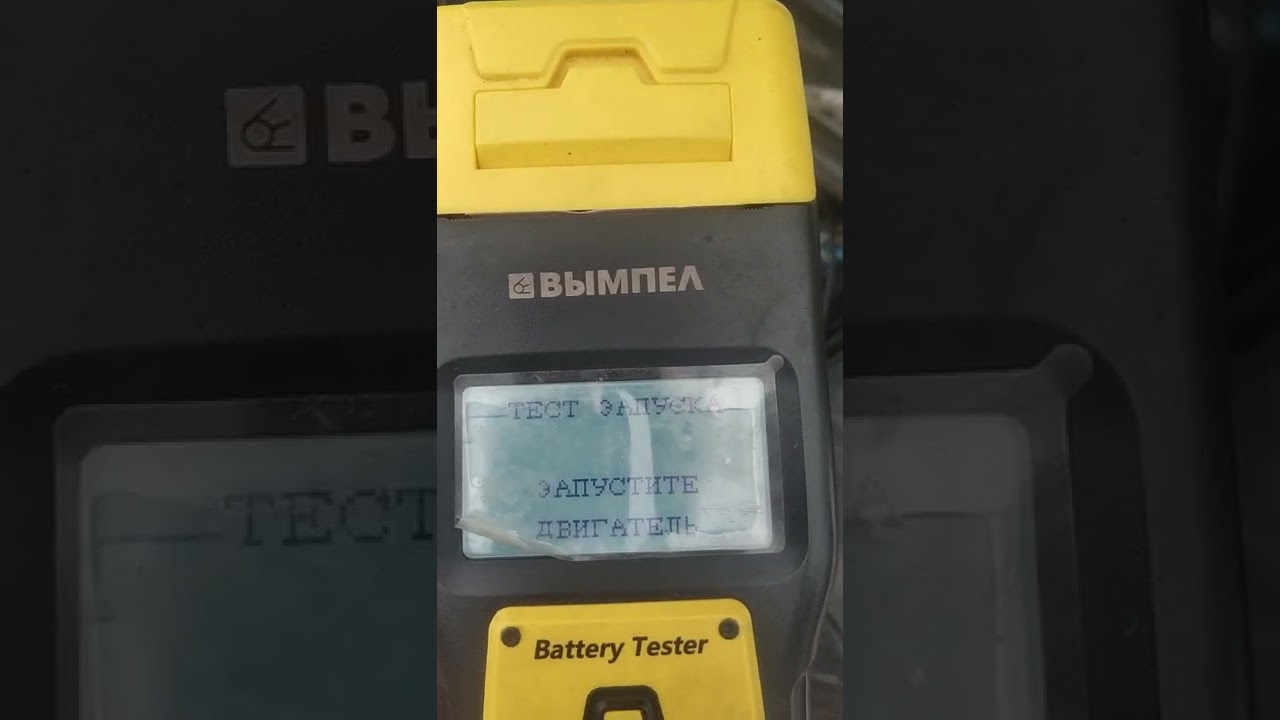 ВЫМПЕЛ
ТЕСТ ЗАПУСКА
ЗАПУСТИТЕ
ДВИГАТЕЛЬ
Battery Tester